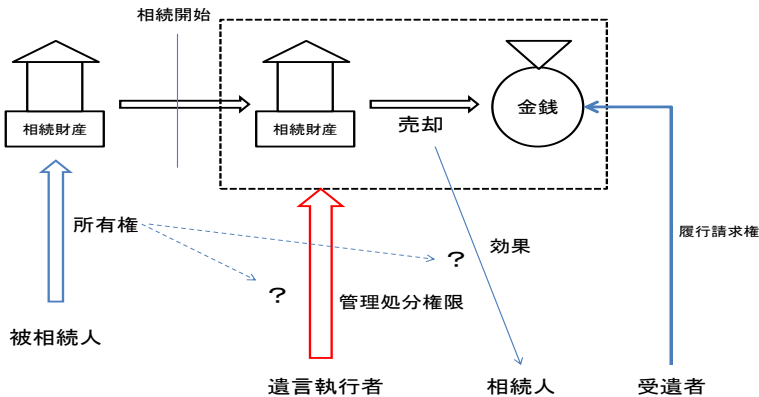 相続開始
相続財産
相続財産
金銭
売却
所有権
?
?
効果
履行請求権
管理処分権限
被相続人
遺言執行者
相続人
受遺者